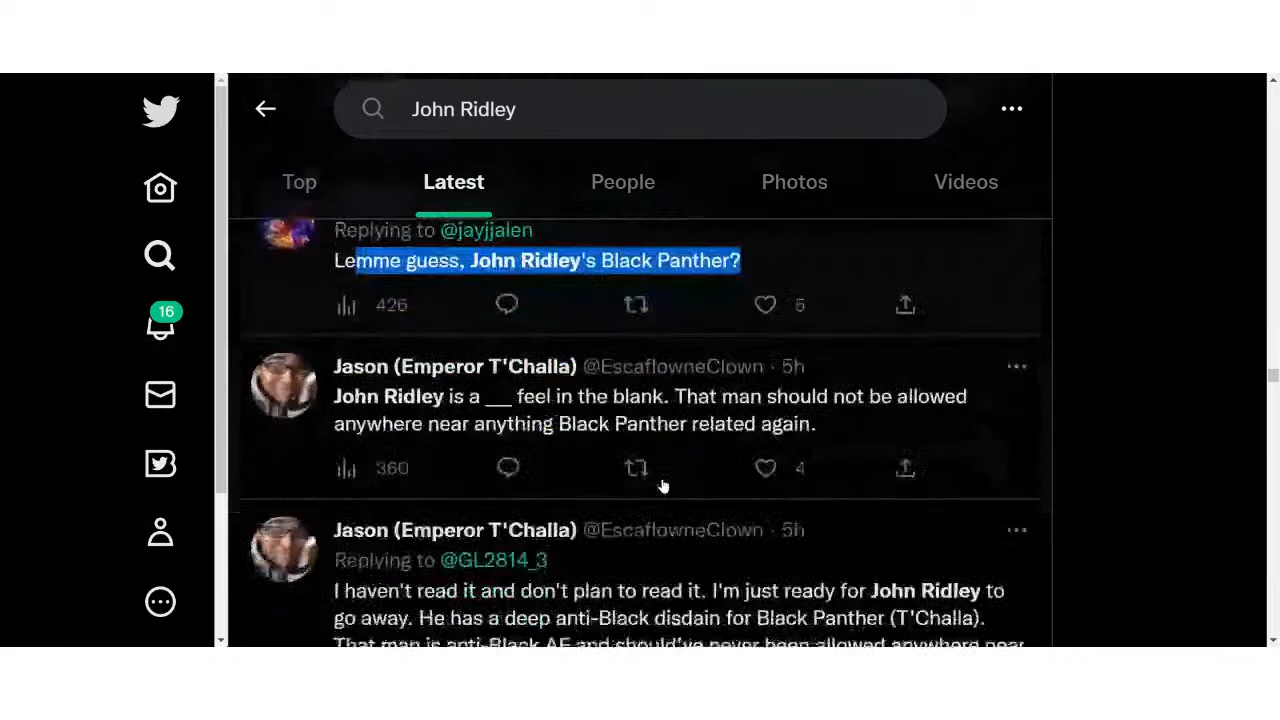 John Ridley
Top Latest People Photos Videos
Replying to @jayjjalen
Lemme guess, John Ridley's Black Panther?
426 5
16
Jason (Emperor T'Challa) @EscaflowneClown · 5h
John Ridley is a ___ feel in the blank. That man should not be allowed
anywhere near anything Black Panther related again.
360 4
Jason (Emperor T'Challa) @EscaflowneClown · 5h
Replying to @GL2814_3
I haven't read it and don't plan to read it. I'm just ready for John Ridley to
go away. He has a deep anti-Black disdain for Black Panther (T'Challa).
That man is anti-Black AF and should've never been allowed anywhere near